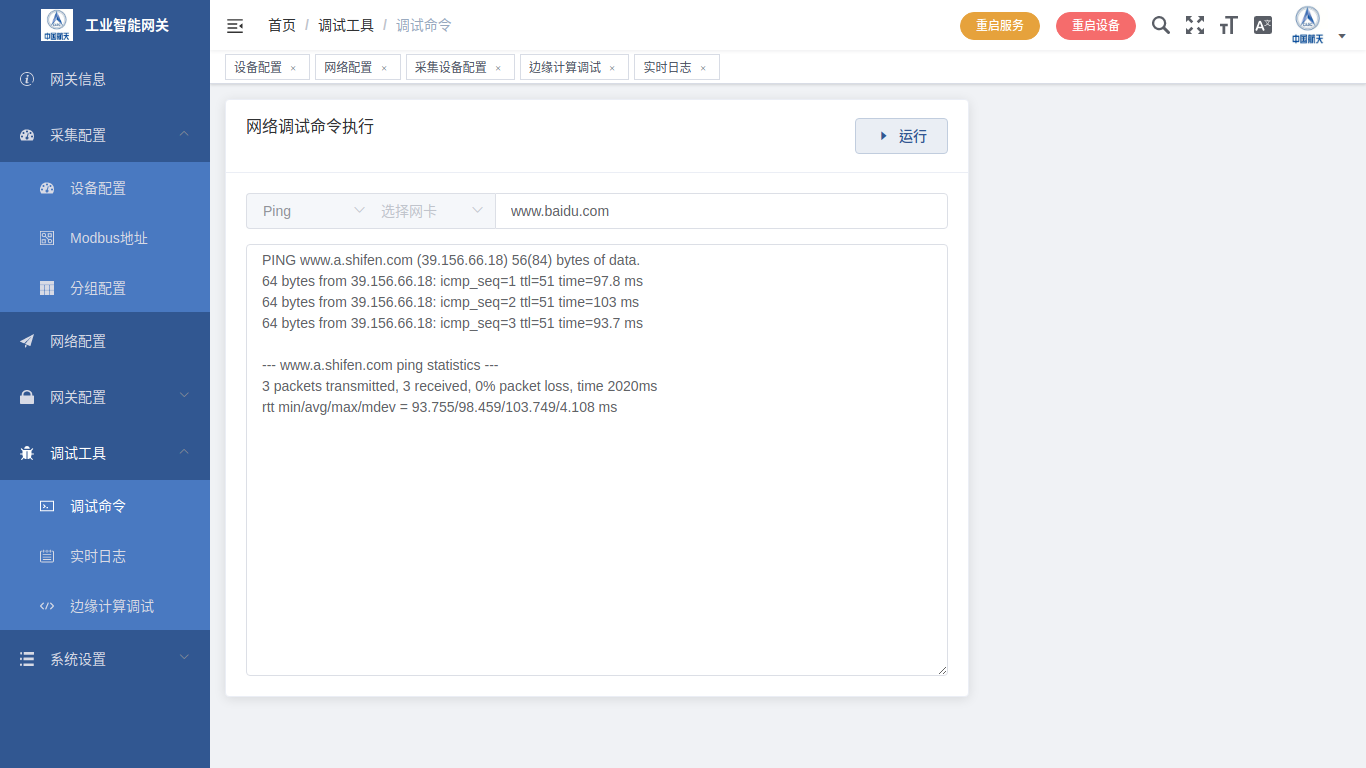 中国航天
工业智能网关
首页 / 调试工具 / 调试命令
重启服务
重启设备
中国航天
设备配置 ×
网络配置 ×
采集设备配置 ×
边缘计算调试 ×
实时日志 ×
网关信息
采集配置
设备配置
Modbus地址
分组配置
网络配置
网关配置
调试工具
调试命令
实时日志
边缘计算调试
系统设置
网络调试命令执行
运行
Ping
选择网卡
www.baidu.com
PING www.a.shifen.com (39.156.66.18) 56(84) bytes of data.
64 bytes from 39.156.66.18: icmp_seq=1 ttl=51 time=97.8 ms
64 bytes from 39.156.66.18: icmp_seq=2 ttl=51 time=103 ms
64 bytes from 39.156.66.18: icmp_seq=3 ttl=51 time=93.7 ms
--- www.a.shifen.com ping statistics ---
3 packets transmitted, 3 received, 0% packet loss, time 2020ms
rtt min/avg/max/mdev = 93.755/98.459/103.749/4.108 ms